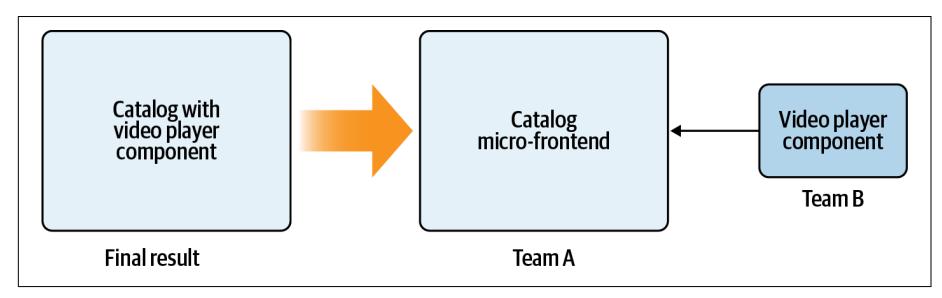 Catalog with
video player
component
Final result
Catalog
micro-frontend
Team A
Video player
component
Team B